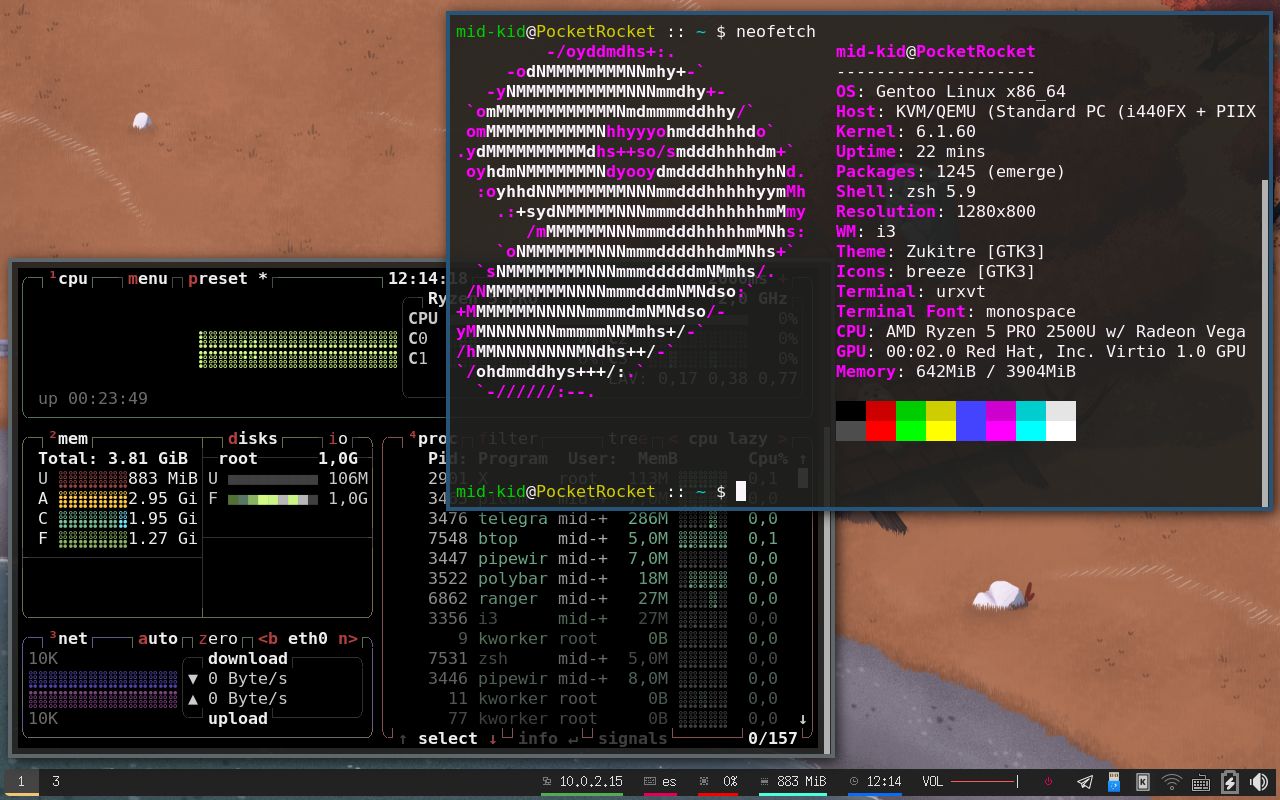 mid-kid@PocketRocket :: ~ $ neofetch
-/oyddmdhs+:.
-odNMMMMMMMMNNmhy+-`
-yNMMMMMMMMMMMNNNmmdhy+-
`omMMMMMMMMMMMMNmdmmmmddhhy/`
omMMMMMMMMMMMNhhyyyohmdddhhhdo`
.ydMMMMMMMMMMdhs++so/smdddhhhhdm+`
oyhdmNMMMMMMMNdyooydmddddhhhhyhNd.
:oyhhdNNMMMMMMMNNNmmdddhhhhhyymMh
.:+sydNMMMMMNNNmmmdddhhhhhhmMmy
/mMMMMMMNNNmmmdddhhhhhmMNhs:
`oNMMMMMMMNNNmmmddddhhdmMNhs+`
`sNMMMMMMMMNNNmmmdddddmNMmhs/.
/NMMMMMMMMNNNNmmmdddmNMNdso:`
+MMMMMMMNNNNNmmmmdmNMNdso/-
yMMNNNNNNNmmmmmNNMmhs+/-`
/hMMNNNNNNNNMNdhs++/-`
`/ohdmmddhys+++/:.`
`-//////:--.
mid-kid@PocketRocket
--------------------
OS: Gentoo Linux x86_64
Host: KVM/QEMU (Standard PC (i440FX + PIIX
Kernel: 6.1.60
Uptime: 22 mins
Packages: 1245 (emerge)
Shell: zsh 5.9
Resolution: 1280x800
WM: i3
Theme: Zukitre [GTK3]
Icons: breeze [GTK3]
Terminal: urxvt
Terminal Font: monospace
CPU: AMD Ryzen 5 PRO 2500U w/ Radeon Vega
GPU: 00:02.0 Red Hat, Inc. Virtio 1.0 GPU
Memory: 642MiB / 3904MiB
mid-kid@PocketRocket :: ~ $
¹cpu menu preset * 12:14:18 2000ms +
Ryzen 5 PRO 2,0 GHz
CPU 0%
C0 0%
C1 0%
LAV: 0,17 0,38 0,77
up 00:23:49
²mem disks io
Total: 3.81 GiB root 1,0G
U 883 MiB U 106M
A 2.95 Gi F 1,0G
C 1.95 Gi
F 1.27 Gi
³net auto zero <b eth0 n>
10K download
▼ 0 Byte/s
▲ 0 Byte/s
10K upload
⁴proc filter tree < cpu lazy >
Pid: Program User: MemB Cpu% ↑
2901 X root 113M 0,1
3476 telegra mid-+ 286M 0,0
7548 btop mid-+ 5,0M 0,1
3447 pipewir mid-+ 7,0M 0,0
3522 polybar mid-+ 18M 0,0
6862 ranger mid-+ 27M 0,0
3356 i3 mid-+ 27M 0,0
9 kworker root 0B 0,0
7531 zsh mid-+ 5,0M 0,0
3446 pipewir mid-+ 8,0M 0,0
11 kworker root 0B 0,0
77 kworker root 0B 0,0 ↓
↑ select ↓ info ↵ signals 0/157
1 3 10.0.2.15 es 0% 883 MiB 12:14 VOL K